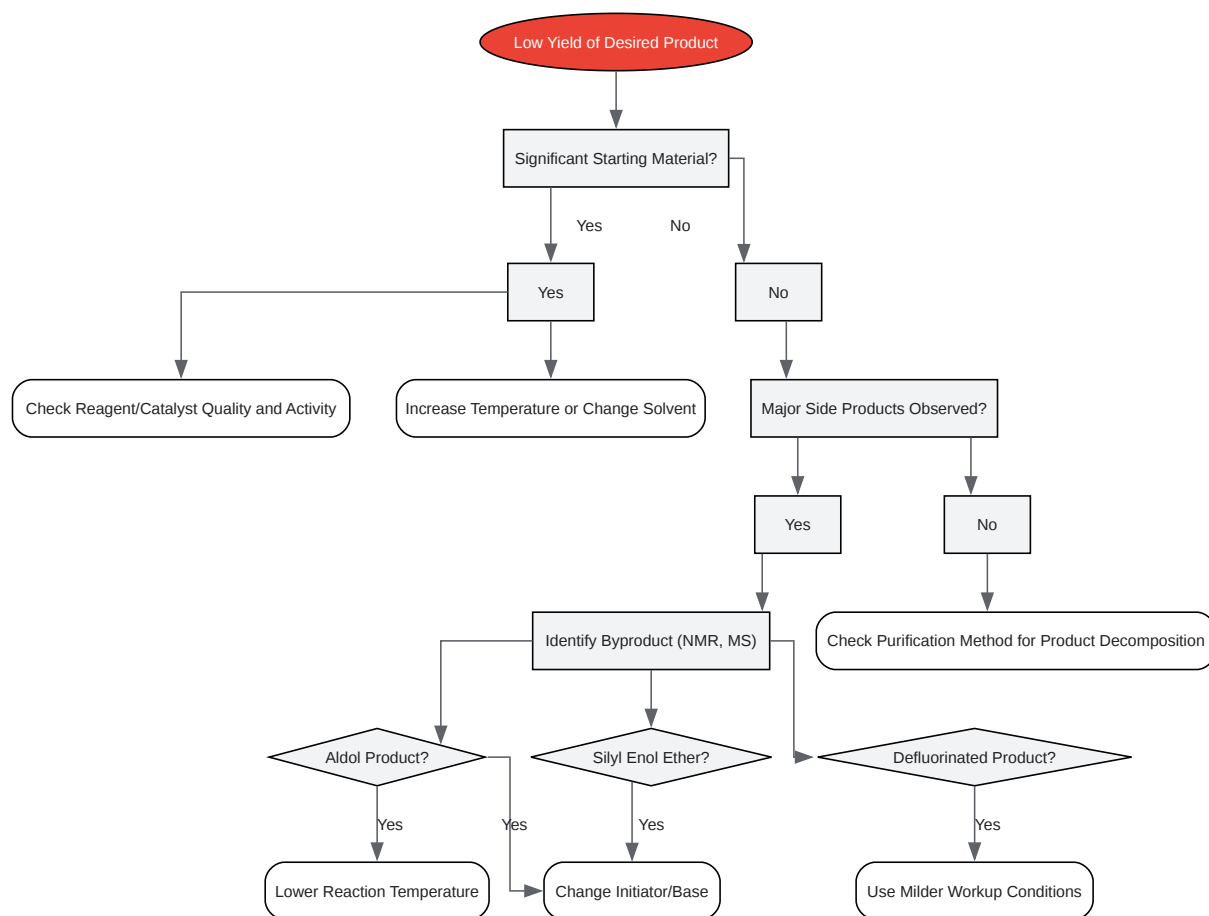 Low Yield of Desired Product
Significant Starting Material?
Yes
No
Yes
No
Check Reagent/Catalyst Quality and Activity
Increase Temperature or Change Solvent
Major Side Products Observed?
Yes
No
Identify Byproduct (NMR, MS)
Check Purification Method for Product Decomposition
Aldol Product?
Silyl Enol Ether?
Defluorinated Product?
Yes
Yes
Yes
Yes
Lower Reaction Temperature
Change Initiator/Base
Use Milder Workup Conditions